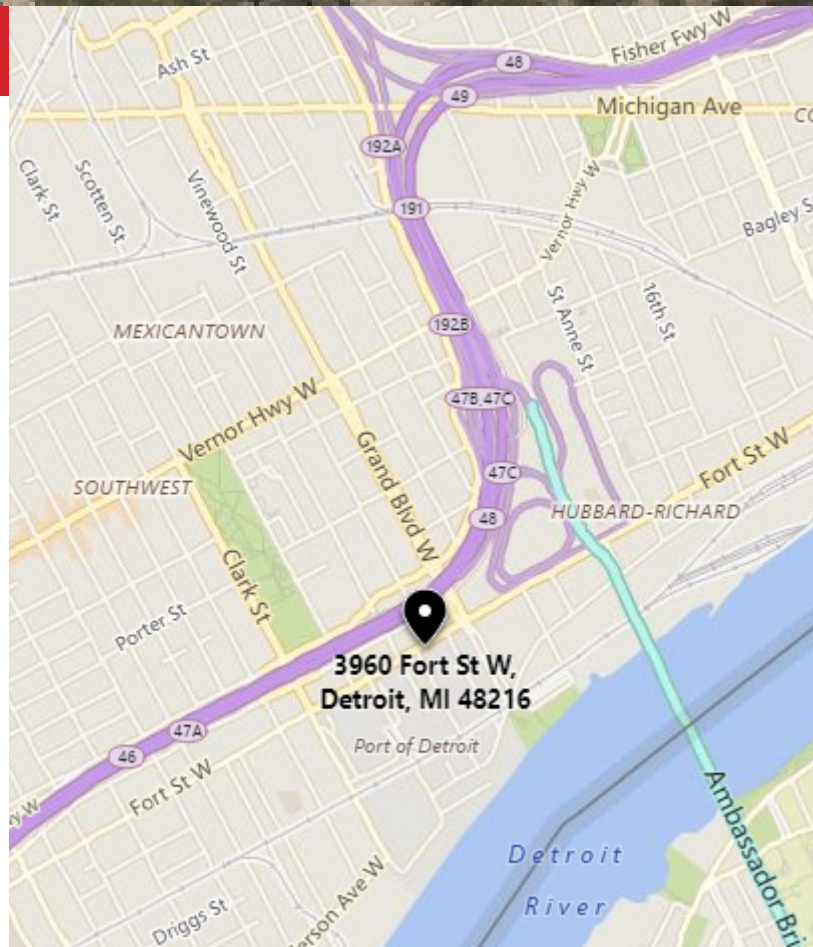 48
Fisher Fwy W
Ash St
49
Michigan Ave
192A
Clark St
Scotten St
Vinewood St
191
Vernor Hwy W
St Anne St
16th St
MEXICANTOWN
192B
47B, 47C
Vernor Hwy W
Grand Blvd W
Fort St W
SOUTHWEST
47C
HUBBARD-RICHARD
48
Clark St
Porter St
3960 Fort St W,
Detroit, MI 48216
47A
Port of Detroit
46
Fort St W
Ambassador Bri
Detroit
River
Driggs St
erson Ave W